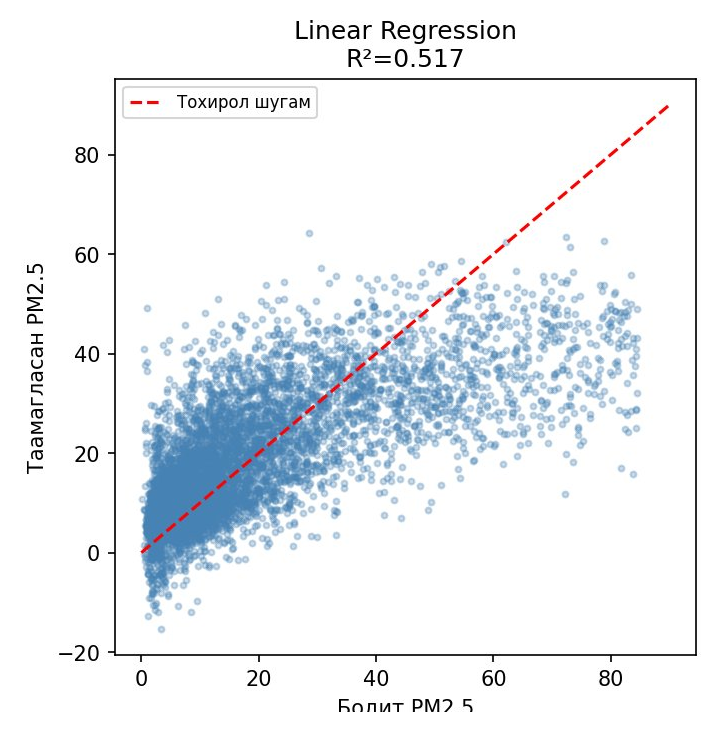 Linear Regression
R²=0.517
Тохирол шугам
Таамагласан PM2.5
80
60
40
20
0
−20
0 20 40 60 80
Бодит PM2.5